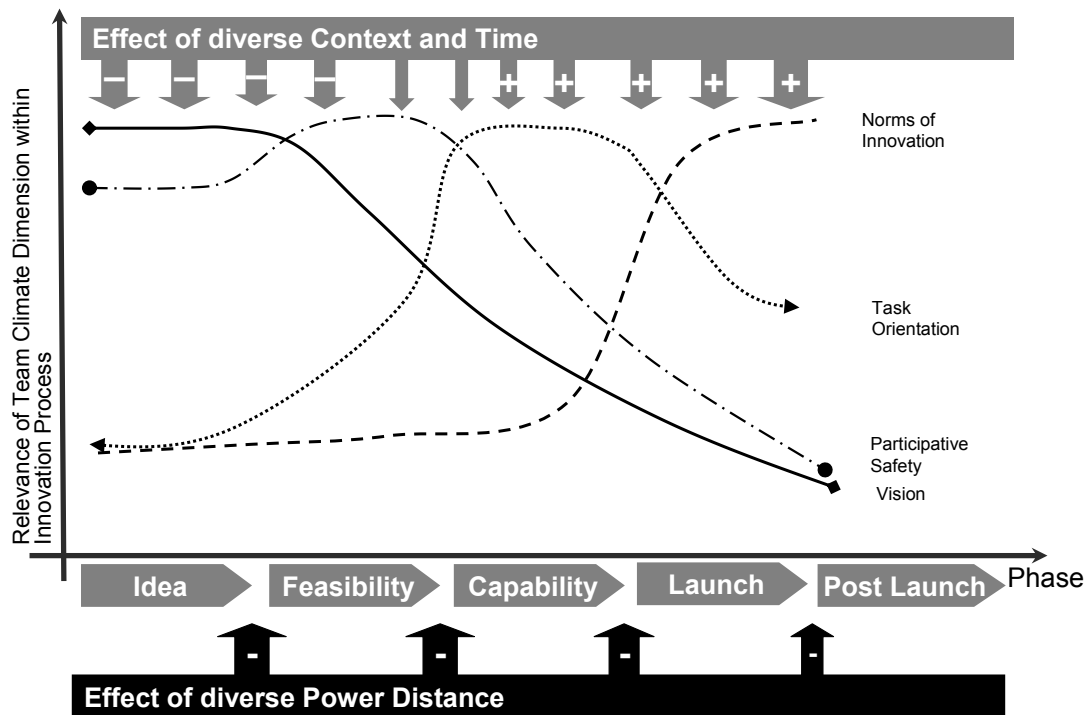 Effect of diverse Context and Time
− − − − + + + + +
Relevance of Team Climate Dimension within
Innovation Process
Norms of
Innovation
Task
Orientation
Participative
Safety
Vision
Idea
Feasibility
Capability
Launch
Post Launch
Phase
- - - -
Effect of diverse Power Distance